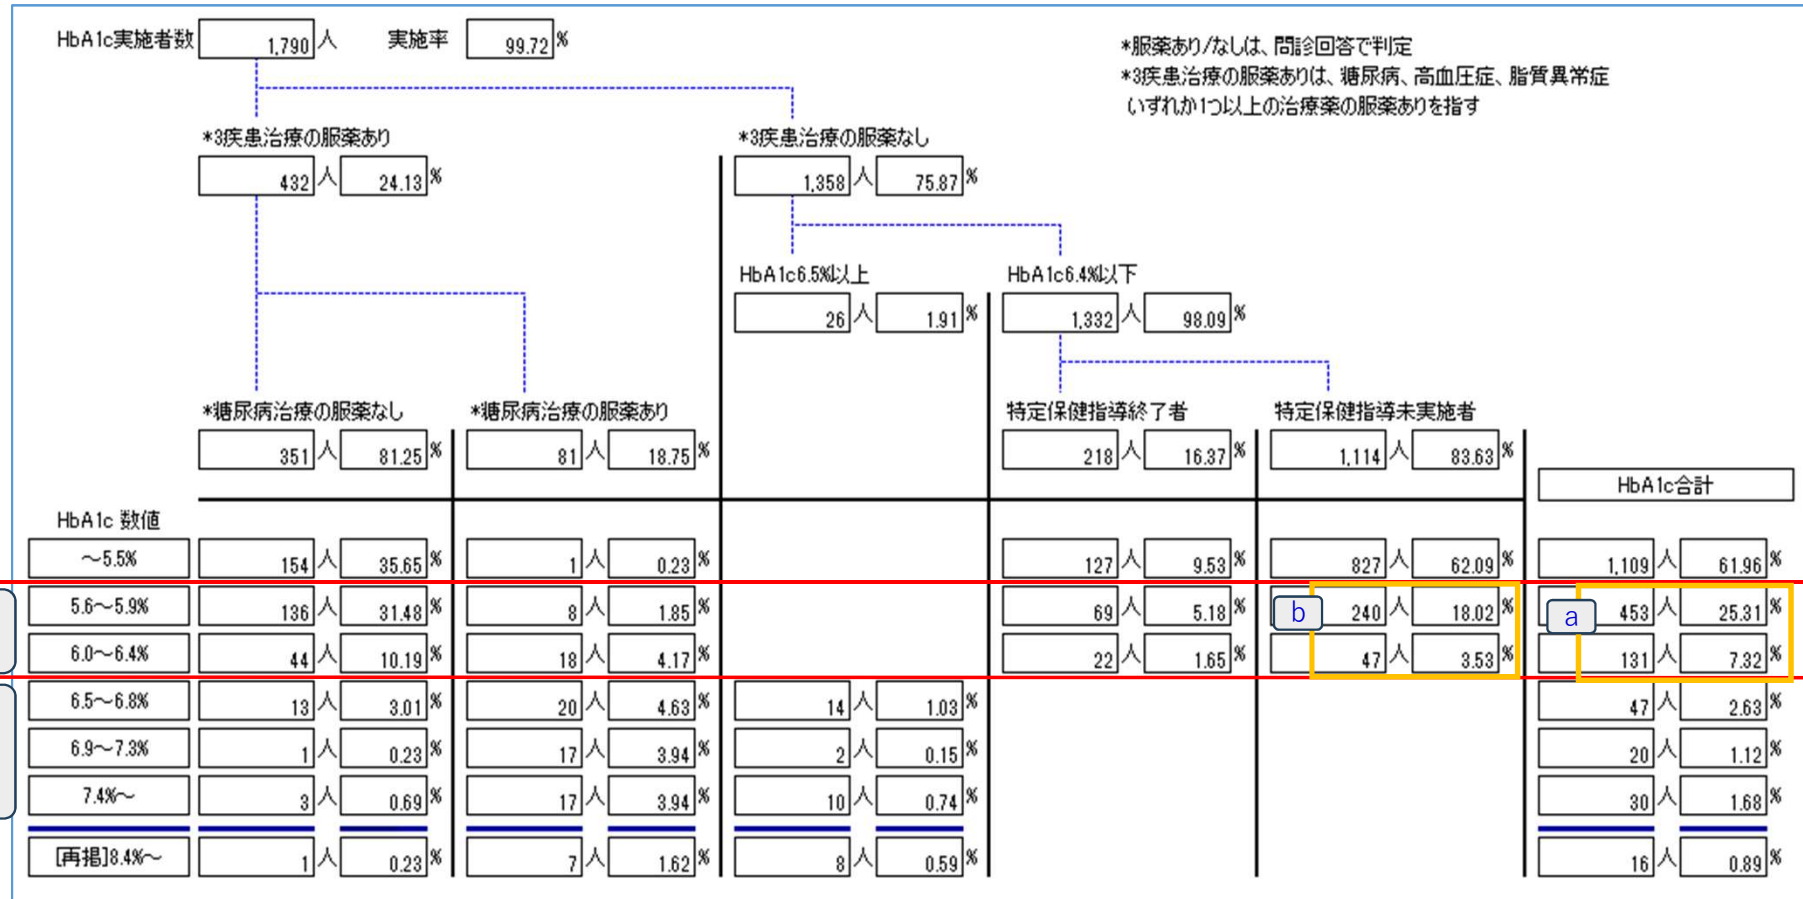 HbA1c実施者数 1,790 人 実施率 99.72 %
*服薬あり/なしは、問診回答で判定
*3疾患治療の服薬ありは、糖尿病、高血圧症、脂質異常症
いずれか1つ以上の治療薬の服薬ありを指す
*3疾患治療の服薬あり *3疾患治療の服薬なし
432 人 24.13 % 1,358 人 75.87 %
HbA1c6.5%以上 HbA1c6.4%以下
26 人 1.91 % 1,332 人 98.09 %
*糖尿病治療の服薬なし *糖尿病治療の服薬あり 特定保健指導終了者 特定保健指導未実施者
351 人 81.25 % 81 人 18.75 % 218 人 16.37 % 1,114 人 83.63 %
HbA1c合計
HbA1c 数値
～5.5% 154 人 35.65 % 1 人 0.23 % 127 人 9.53 % 827 人 62.09 % 1,109 人 61.96 %
5.6～5.9% 136 人 31.48 % 8 人 1.85 % 69 人 5.18 % b 240 人 18.02 % a 453 人 25.31 %
6.0～6.4% 44 人 10.19 % 18 人 4.17 % 22 人 1.65 % 47 人 3.53 % 131 人 7.32 %
6.5～6.8% 13 人 3.01 % 20 人 4.63 % 14 人 1.03 % 47 人 2.63 %
6.9～7.3% 1 人 0.23 % 17 人 3.94 % 2 人 0.15 % 20 人 1.12 %
7.4%～ 3 人 0.69 % 17 人 3.94 % 10 人 0.74 % 30 人 1.68 %
[再掲]8.4%～ 1 人 0.23 % 7 人 1.62 % 8 人 0.59 % 16 人 0.89 %